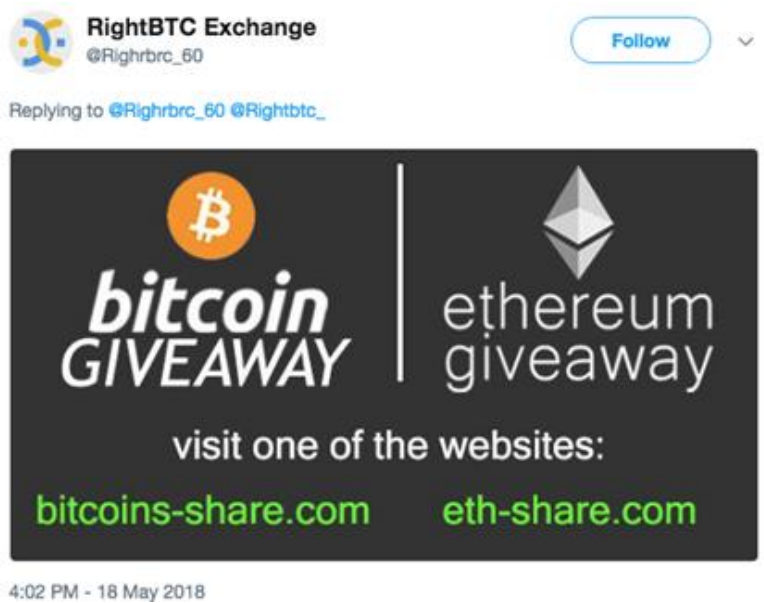 RightBTC Exchange
@Righrbrc_60
Follow
Replying to @Righrbrc_60 @Rightbtc_
bitcoin
GIVEAWAY
ethereum
giveaway
visit one of the websites:
bitcoins-share.com
eth-share.com
4:02 PM - 18 May 2018